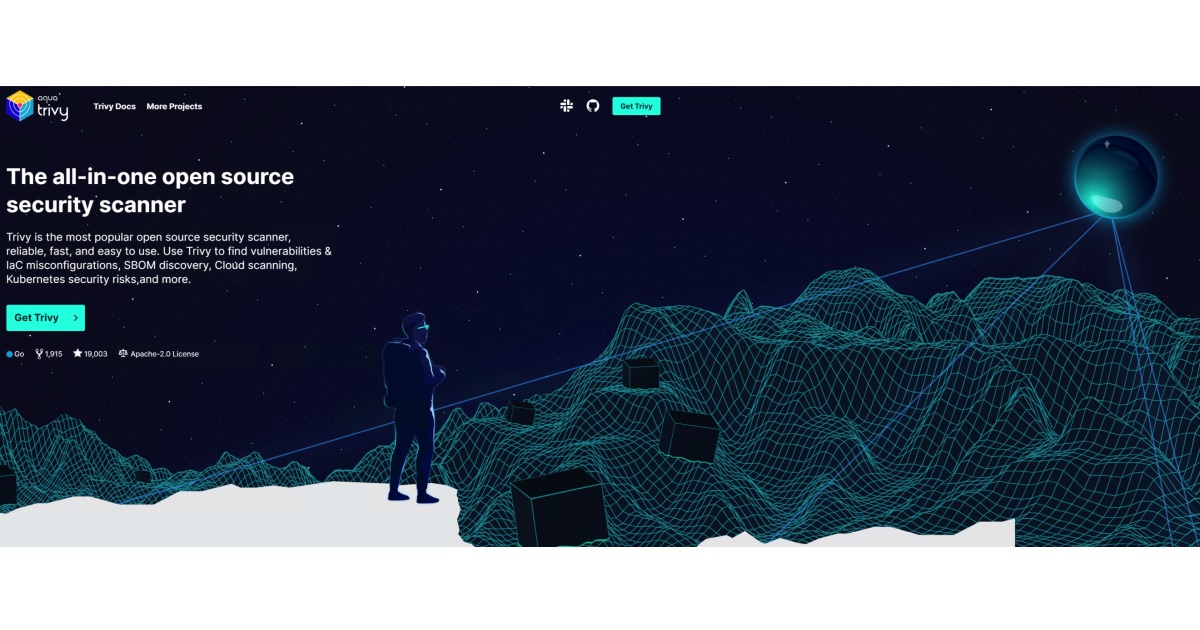 aqua
trivy
Trivy Docs
More Projects
Get Trivy
The all-in-one open source
security scanner
Trivy is the most popular open source security scanner,
reliable, fast, and easy to use. Use Trivy to find vulnerabilities &
IaC misconfigurations, SBOM discovery, Cloud scanning,
Kubernetes security risks,and more.
Get Trivy
Go
1,915
19,003
Apache-2.0 License